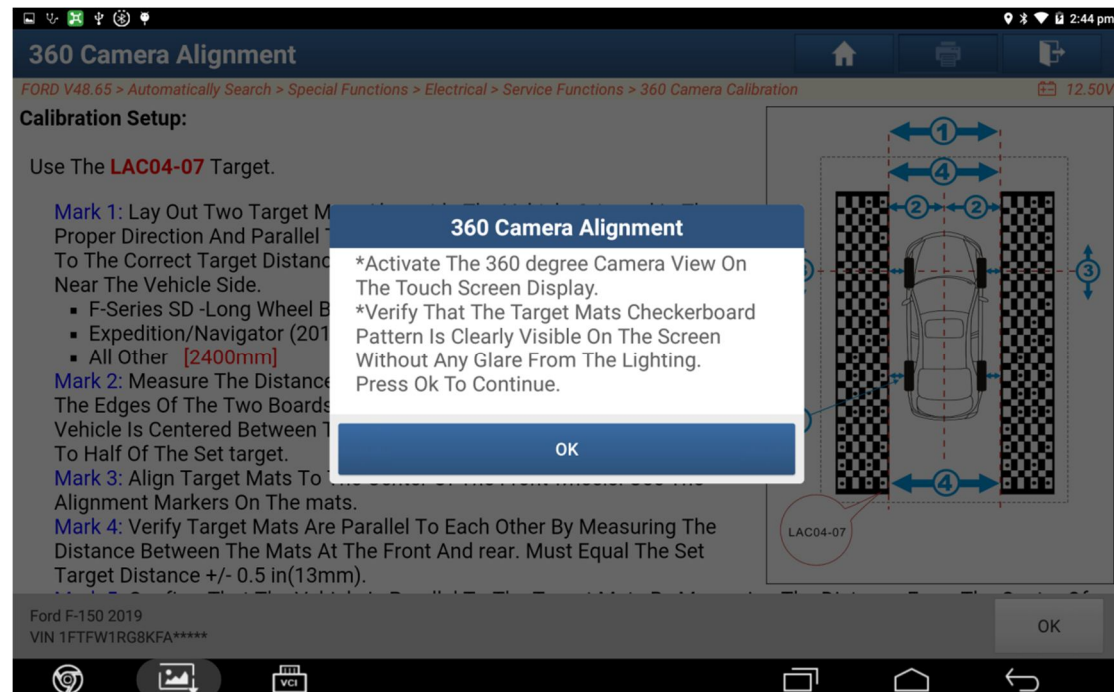 2:44 pm
360 Camera Alignment
FORD V48.65 > Automatically Search > Special Functions > Electrical > Service Functions > 360 Camera Calibration
12.50V
Calibration Setup:
Use The LAC04-07 Target.
Mark 1: Lay Out Two Target
Proper Direction And Parallel
To The Correct Target
Near The Vehicle Side.
▪ F-Series SD -Long Wheel
▪ Expedition/Navigator
▪ All Other [2400mm]
Mark 2: Measure The Distance
The Edges Of The Two Boards
Vehicle Is Centered Between
To Half Of The Set target.
Mark 3: Align Target Mats To
Alignment Markers On The mats.
Mark 4: Verify Target Mats Are Parallel To Each Other By Measuring The
Distance Between The Mats At The Front And rear. Must Equal The Set
Target Distance +/- 0.5 in(13mm).
360 Camera Alignment
*Activate The 360 degree Camera View On
The Touch Screen Display.
*Verify That The Target Mats Checkerboard
Pattern Is Clearly Visible On The Screen
Without Any Glare From The Lighting.
Press Ok To Continue.
OK
1
4
2 2
3
4
LAC04-07
Ford F-150 2019
VIN 1FTFW1RG8KFA*****
OK
VCI